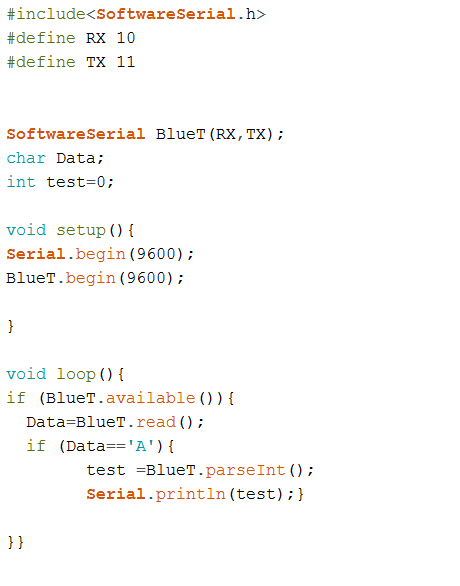 #include<SoftwareSerial.h>
#define RX 10
#define TX 11
SoftwareSerial BlueT(RX,TX);
char Data;
int test=0;
void setup(){
Serial.begin(9600);
BlueT.begin(9600);
}
void loop(){
if (BlueT.available()){
  Data=BlueT.read();
  if (Data=='A'){
        test =BlueT.parseInt();
        Serial.println(test);}
}}